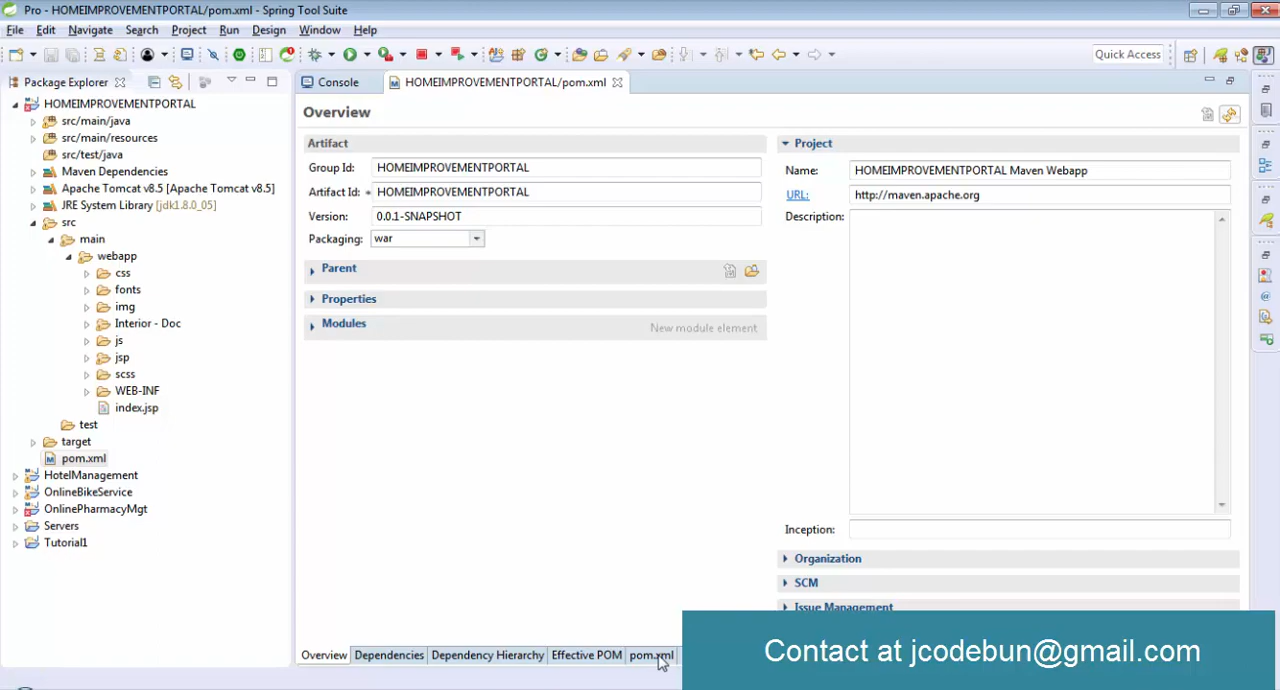 Pro - HOMEIMPROVEMENTPORTAL/pom.xml - Spring Tool Suite
File Edit Navigate Search Project Run Design Window Help
Quick Access
Package Explorer
Console
HOMEIMPROVEMENTPORTAL/pom.xml
HOMEIMPROVEMENTPORTAL
src/main/java
src/main/resources
src/test/java
Maven Dependencies
Apache Tomcat v8.5 [Apache Tomcat v8.5]
JRE System Library [jdk1.8.0_05]
src
main
webapp
css
fonts
img
Interior - Doc
js
jsp
scss
WEB-INF
index.jsp
test
target
pom.xml
HotelManagement
OnlineBikeService
OnlinePharmacyMgt
Servers
Tutorial1
Overview
Artifact
Group Id: HOMEIMPROVEMENTPORTAL
Artifact Id: * HOMEIMPROVEMENTPORTAL
Version: 0.0.1-SNAPSHOT
Packaging: war
Parent
Properties
Modules New module element
Project
Name: HOMEIMPROVEMENTPORTAL Maven Webapp
URL: http://maven.apache.org
Description:
Inception:
Organization
SCM
Issue Management
Overview Dependencies Dependency Hierarchy Effective POM pom.xml
Contact at jcodebun@gmail.com